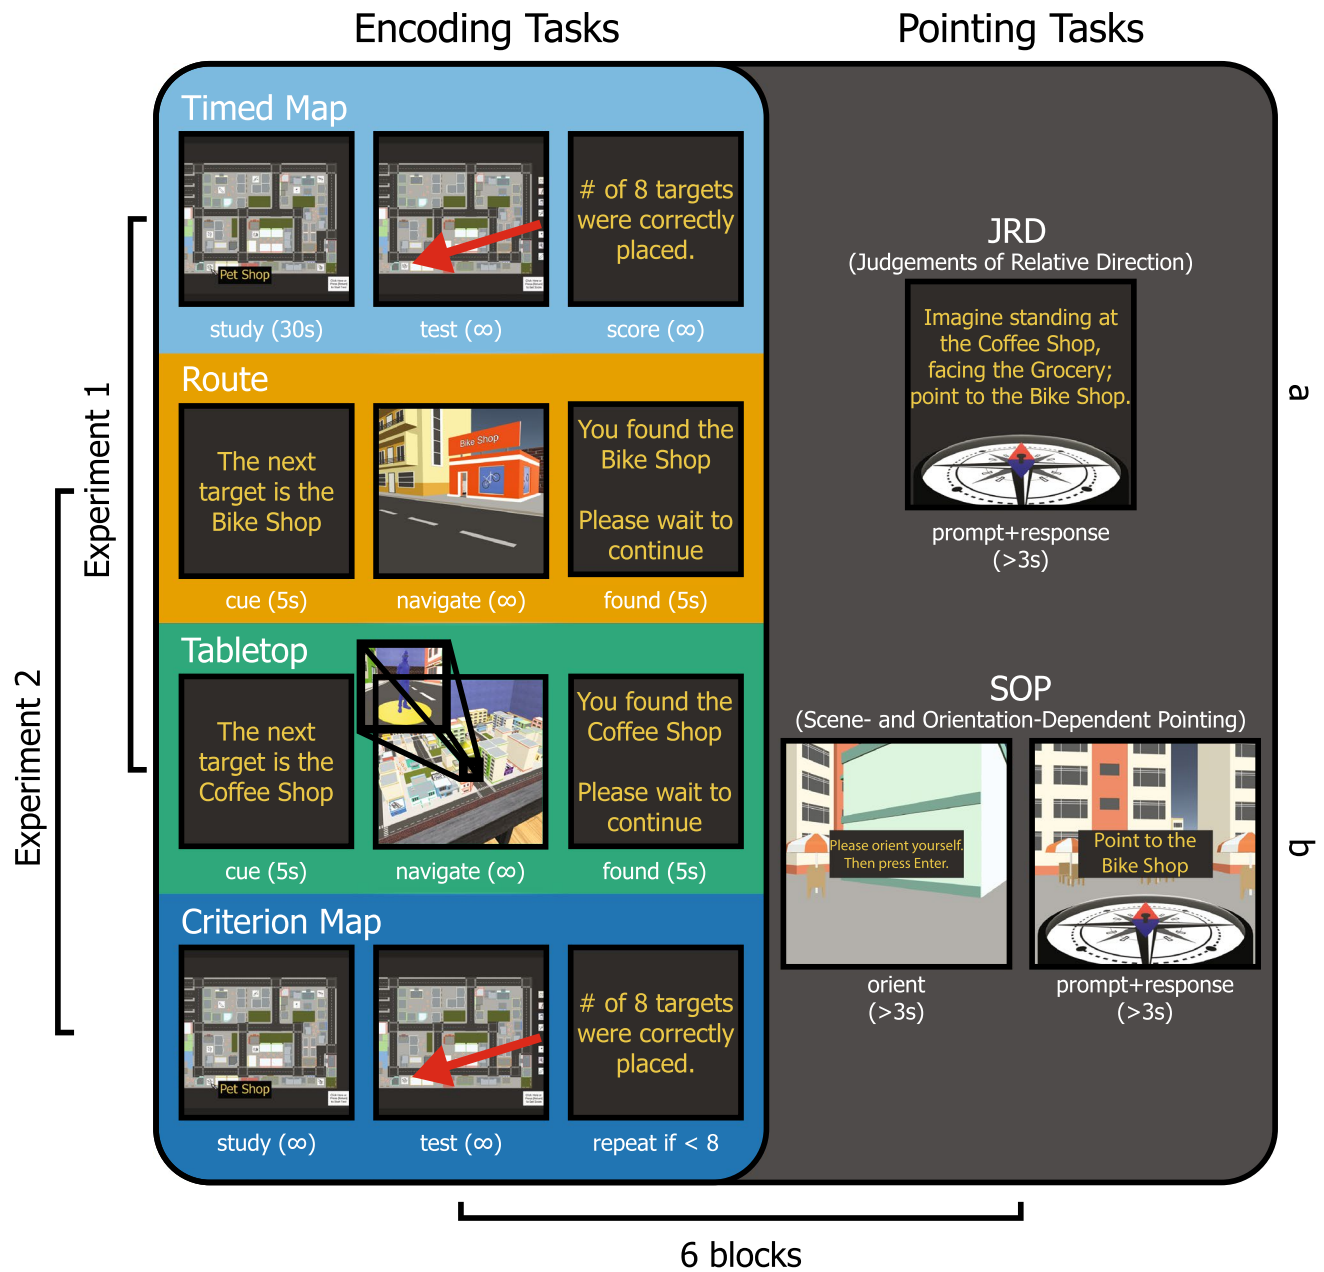 Encoding Tasks
Pointing Tasks
Timed Map
Pet Shop
# of 8 targets
were correctly
placed.
study (30s)
test (∞)
score (∞)
Route
The next
target is the
Bike Shop
Bike Shop
You found the
Bike Shop
Please wait to
continue
cue (5s)
navigate (∞)
found (5s)
Tabletop
The next
target is the
Coffee Shop
You found the
Coffee Shop
Please wait to
continue
cue (5s)
navigate (∞)
found (5s)
Criterion Map
Pet Shop
# of 8 targets
were correctly
placed.
study (∞)
test (∞)
repeat if < 8
JRD
(Judgements of Relative Direction)
Imagine standing at
the Coffee Shop,
facing the Grocery;
point to the Bike Shop.
prompt+response
(>3s)
SOP
(Scene- and Orientation-Dependent Pointing)
Please orient yourself.
Then press Enter.
Point to the
Bike Shop
orient
(>3s)
prompt+response
(>3s)
Experiment 1
Experiment 2
a
b
6 blocks